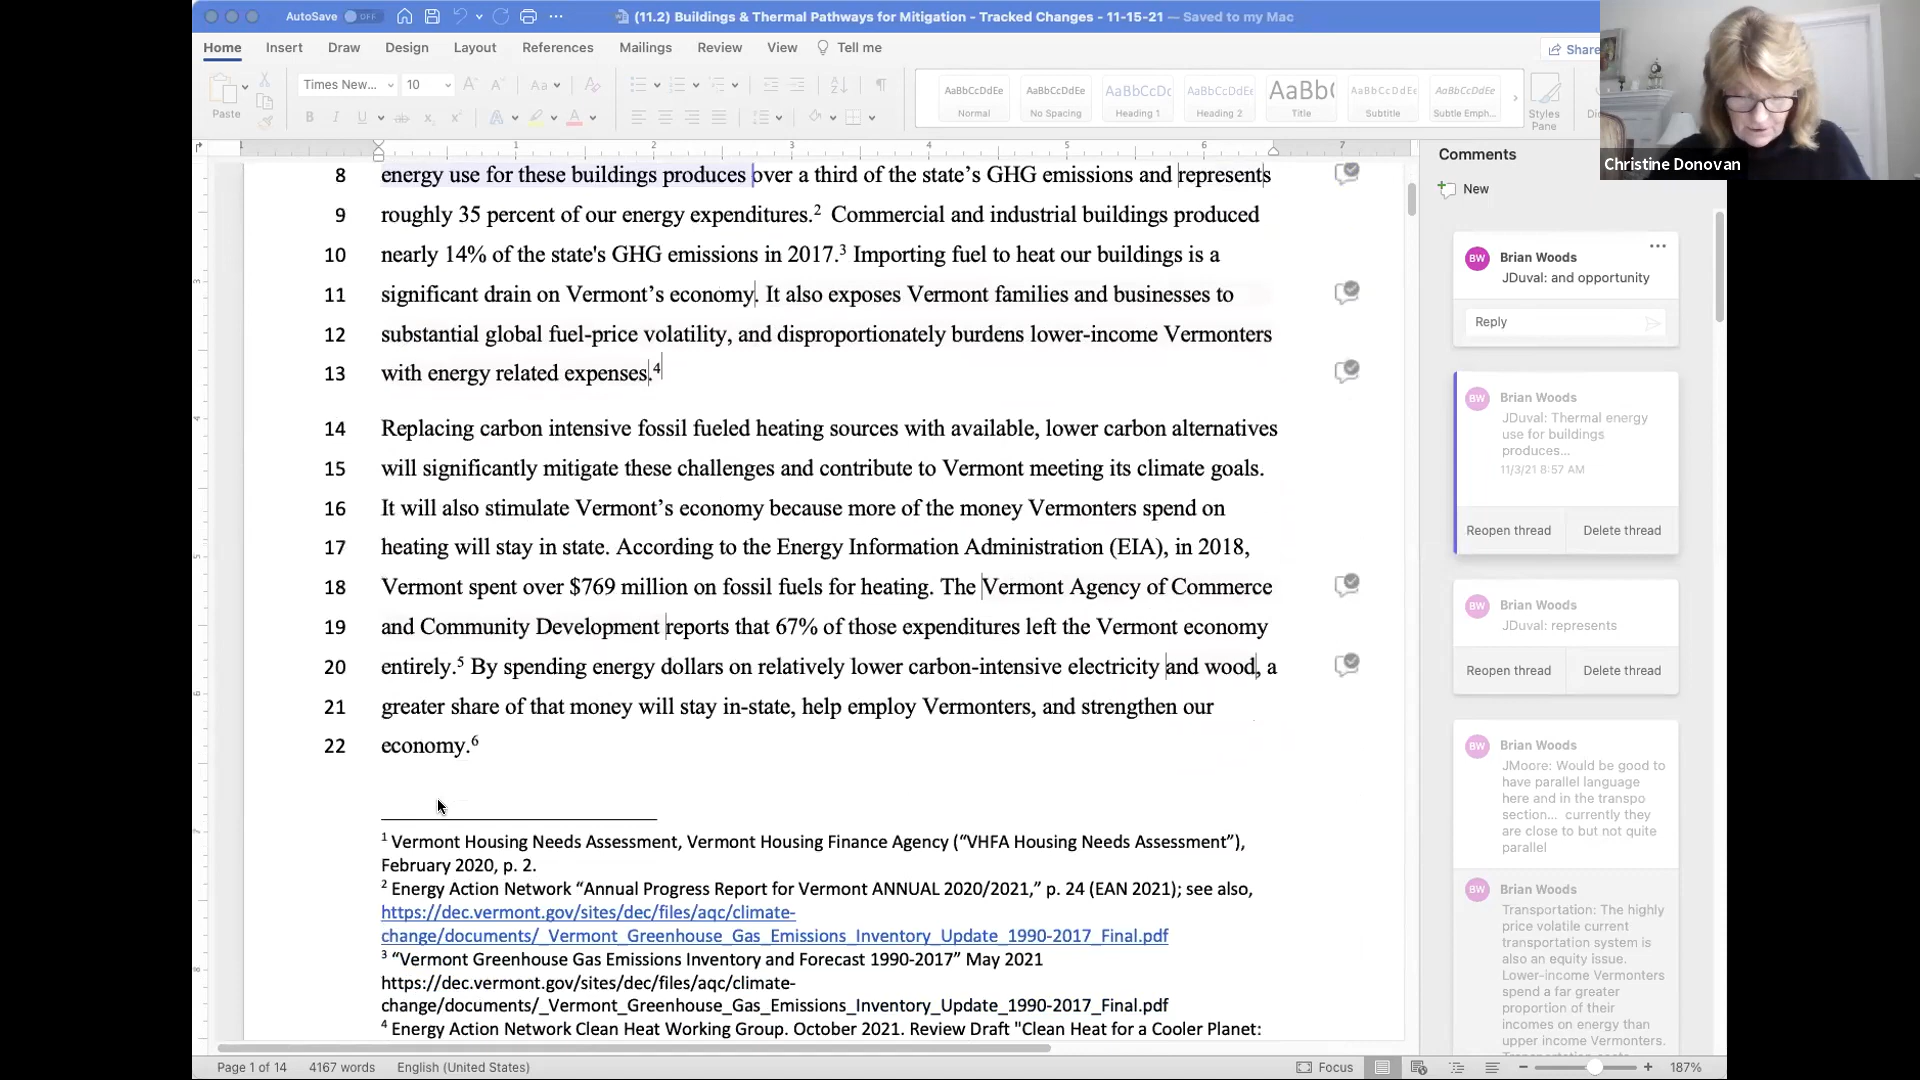 AutoSave OFF
(11.2) Buildings & Thermal Pathways for Mitigation - Tracked Changes - 11-15-21 — Saved to my Mac
Home Insert Draw Design Layout References Mailings Review View Tell me Share
Paste
Times New... 10
AaBbCcDdEe Normal
AaBbCcDdEe No Spacing
AaBbCcDc Heading 1
AaBbCcDdEe Heading 2
AaBb( Title
AaBbCcDdEe Subtitle
AaBbCcDdEe Subtle Emph...
Styles Pane
Christine Donovan
1 1 2 3 4 5 6 7
8 energy use for these buildings produces over a third of the state’s GHG emissions and represents
9 roughly 35 percent of our energy expenditures.2 Commercial and industrial buildings produced
10 nearly 14% of the state's GHG emissions in 2017.3 Importing fuel to heat our buildings is a
11 significant drain on Vermont’s economy. It also exposes Vermont families and businesses to
12 substantial global fuel-price volatility, and disproportionately burdens lower-income Vermonters
13 with energy related expenses.4
14 Replacing carbon intensive fossil fueled heating sources with available, lower carbon alternatives
15 will significantly mitigate these challenges and contribute to Vermont meeting its climate goals.
16 It will also stimulate Vermont’s economy because more of the money Vermonters spend on
17 heating will stay in state. According to the Energy Information Administration (EIA), in 2018,
18 Vermont spent over $769 million on fossil fuels for heating. The Vermont Agency of Commerce
19 and Community Development reports that 67% of those expenditures left the Vermont economy
20 entirely.5 By spending energy dollars on relatively lower carbon-intensive electricity and wood, a
21 greater share of that money will stay in-state, help employ Vermonters, and strengthen our
22 economy.6
1 Vermont Housing Needs Assessment, Vermont Housing Finance Agency (“VHFA Housing Needs Assessment”),
February 2020, p. 2.
2 Energy Action Network “Annual Progress Report for Vermont ANNUAL 2020/2021,” p. 24 (EAN 2021); see also,
https://dec.vermont.gov/sites/dec/files/aqc/climate-
change/documents/_Vermont_Greenhouse_Gas_Emissions_Inventory_Update_1990-2017_Final.pdf
3 “Vermont Greenhouse Gas Emissions Inventory and Forecast 1990-2017” May 2021
https://dec.vermont.gov/sites/dec/files/aqc/climate-
change/documents/_Vermont_Greenhouse_Gas_Emissions_Inventory_Update_1990-2017_Final.pdf
4 Energy Action Network Clean Heat Working Group. October 2021. Review Draft "Clean Heat for a Cooler Planet:
Comments
New
BW Brian Woods
JDuval: and opportunity
Reply
BW Brian Woods
JDuval: Thermal energy
use for buildings
produces...
11/3/21 8:57 AM
Reopen thread Delete thread
BW Brian Woods
JDuval: represents
Reopen thread Delete thread
BW Brian Woods
JMoore: Would be good to
have parallel language
here and in the transpo
section... currently they
are close to but not quite
parallel
BW Brian Woods
Transportation: The highly
price volatile current
transportation system is
also an equity issue.
Lower-income Vermonters
spend a far greater
proportion of their
incomes on energy than
upper income Vermonters.
Page 1 of 14 4167 words English (United States) Focus 187%